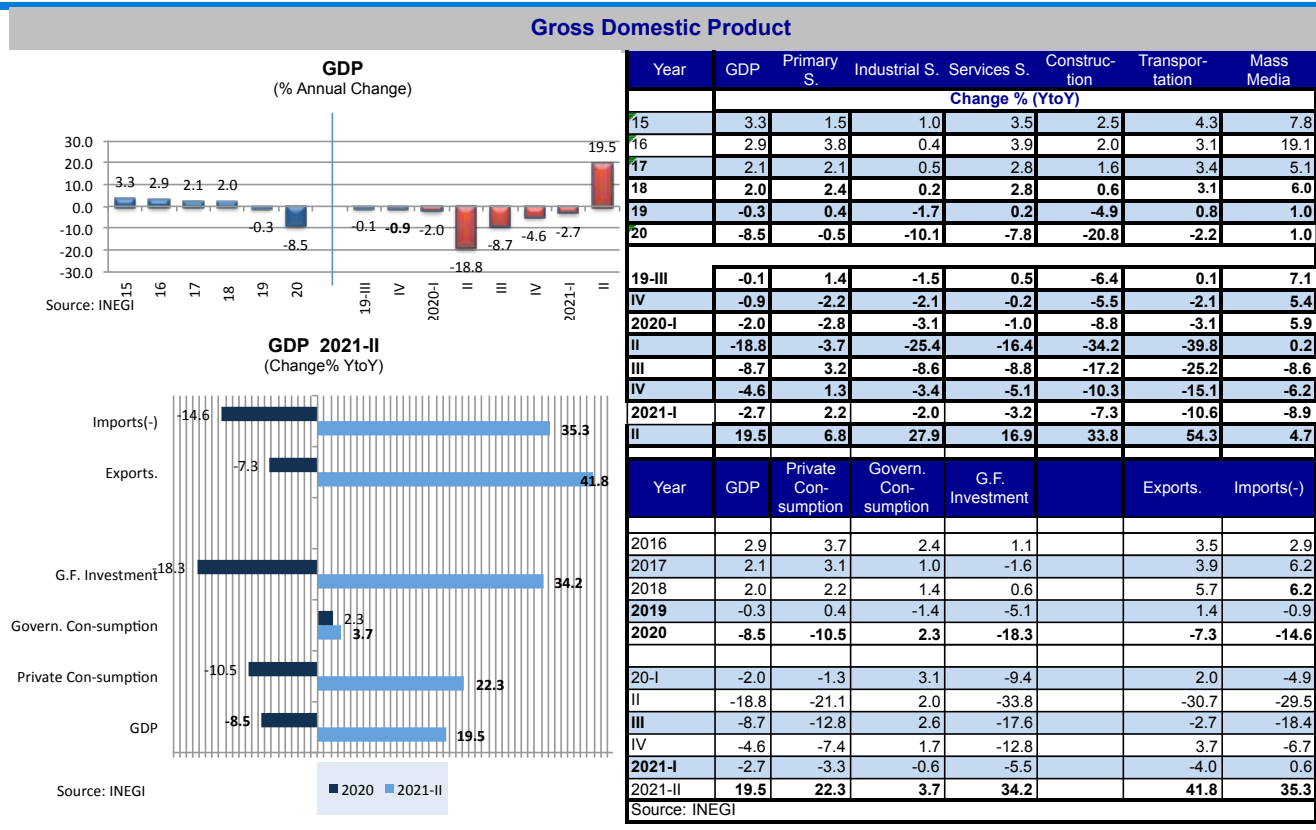 Gross Domestic Product
GDP
(% Annual Change)
30.0
20.0
10.0
0.0
-10.0
-20.0
-30.0
3.3 2.9 2.1 2.0 -0.3 -8.5 -0.1 -0.9 -2.0 -18.8 -8.7 -4.6 -2.7 19.5
15 16 17 18 19 20 19-III IV 2020-I II III IV 2021-I II
Source: INEGI
GDP 2021-II
(Change% YtoY)
Imports(-) -14.6 35.3
Exports. -7.3 41.8
G.F. Investment -18.3 34.2
Govern. Con-sumption 2.3 3.7
Private Con-sumption -10.5 22.3
GDP -8.5 19.5
Source: INEGI
2020 2021-II
Year GDP Primary S. Industrial S. Services S. Construc-tion Transpor-tation Mass Media
Change % (YtoY)
15 3.3 1.5 1.0 3.5 2.5 4.3 7.8
16 2.9 3.8 0.4 3.9 2.0 3.1 19.1
17 2.1 2.1 0.5 2.8 1.6 3.4 5.1
18 2.0 2.4 0.2 2.8 0.6 3.1 6.0
19 -0.3 0.4 -1.7 0.2 -4.9 0.8 1.0
20 -8.5 -0.5 -10.1 -7.8 -20.8 -2.2 1.0
19-III -0.1 1.4 -1.5 0.5 -6.4 0.1 7.1
IV -0.9 -2.2 -2.1 -0.2 -5.5 -2.1 5.4
2020-I -2.0 -2.8 -3.1 -1.0 -8.8 -3.1 5.9
II -18.8 -3.7 -25.4 -16.4 -34.2 -39.8 0.2
III -8.7 3.2 -8.6 -8.8 -17.2 -25.2 -8.6
IV -4.6 1.3 -3.4 -5.1 -10.3 -15.1 -6.2
2021-I -2.7 2.2 -2.0 -3.2 -7.3 -10.6 -8.9
II 19.5 6.8 27.9 16.9 33.8 54.3 4.7
Year GDP Private Con-sumption Govern. Con-sumption G.F. Investment Exports. Imports(-)
2016 2.9 3.7 2.4 1.1 3.5 2.9
2017 2.1 3.1 1.0 -1.6 3.9 6.2
2018 2.0 2.2 1.4 0.6 5.7 6.2
2019 -0.3 0.4 -1.4 -5.1 1.4 -0.9
2020 -8.5 -10.5 2.3 -18.3 -7.3 -14.6
20-I -2.0 -1.3 3.1 -9.4 2.0 -4.9
II -18.8 -21.1 2.0 -33.8 -30.7 -29.5
III -8.7 -12.8 2.6 -17.6 -2.7 -18.4
IV -4.6 -7.4 1.7 -12.8 3.7 -6.7
2021-I -2.7 -3.3 -0.6 -5.5 -4.0 0.6
2021-II 19.5 22.3 3.7 34.2 41.8 35.3
Source: INEGI